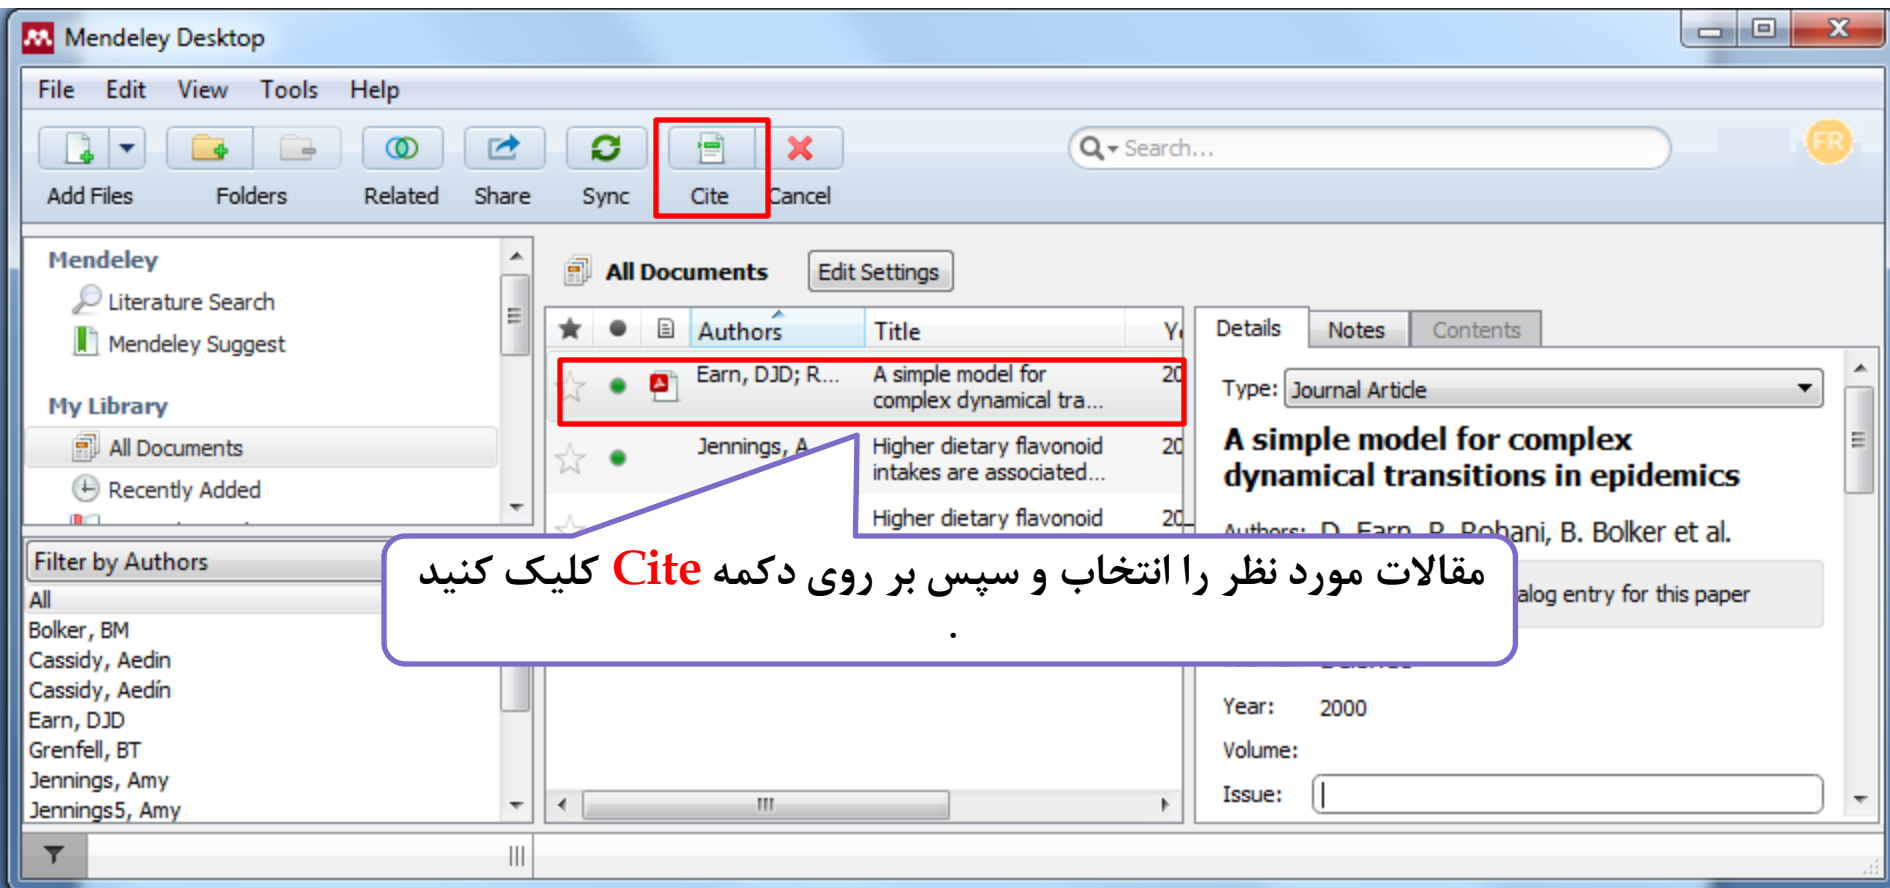 Mendeley Desktop
File Edit View Tools Help
FR
Search...
Add Files Folders Related Share Sync Cite Cancel
Mendeley
Literature Search
Mendeley Suggest
My Library
All Documents
Recently Added
Filter by Authors
All
Bolker, BM
Cassidy, Aedin
Cassidy, Aedín
Earn, DJD
Grenfell, BT
Jennings, Amy
Jennings5, Amy
All Documents Edit Settings
Authors Title
Earn, DJD; R... A simple model for 20
complex dynamical tra...
Jennings, A Higher dietary flavonoid 20
intakes are associated...
Higher dietary flavonoid 20
مقالات مورد نظر را انتخاب و سپس بر روی دکمه Cite کلیک کنید
.
Details Notes Contents
Type: Journal Article
A simple model for complex
dynamical transitions in epidemics
Authors: D. Earn, P. Rohani, B. Bolker et al.
alog entry for this paper
Year: 2000
Volume:
Issue: